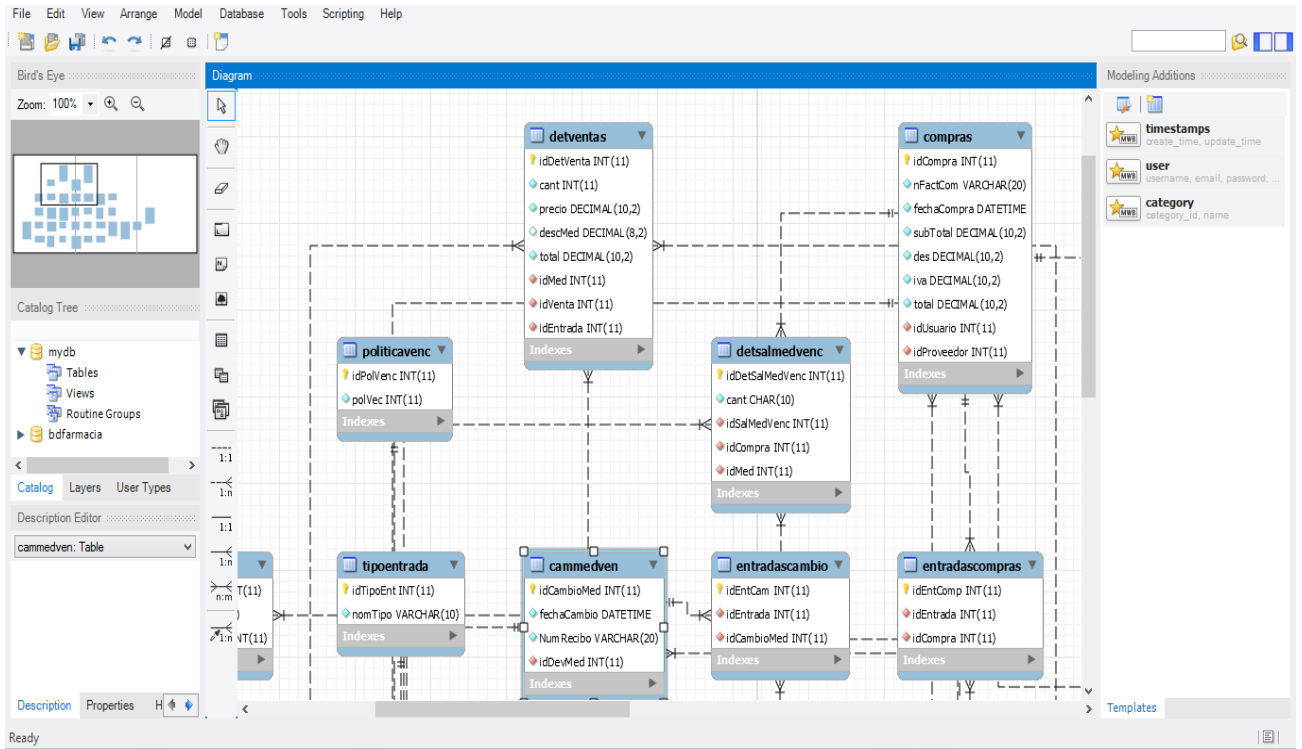 File Edit View Arrange Model Database Tools Scripting Help
Bird's Eye
Zoom: 100%
Catalog Tree
mydb
Tables
Views
Routine Groups
bdfarmacia
Catalog Layers User Types
Description Editor
cammedven: Table
Description Properties H
Ready
Diagram
1:1
1:n
1:1
1:n
n:m
1:n
detventas
idDetVenta INT(11)
cant INT(11)
precio DECIMAL(10,2)
descMed DECIMAL(8,2)
total DECIMAL(10,2)
idMed INT(11)
idVenta INT(11)
idEntrada INT(11)
Indexes
compras
idCompra INT(11)
nFactCom VARCHAR(20)
fechaCompra DATETIME
subTotal DECIMAL(10,2)
des DECIMAL(10,2)
iva DECIMAL(10,2)
total DECIMAL(10,2)
idUsuario INT(11)
idProveedor INT(11)
Indexes
politicavenc
idPolVenc INT(11)
polVec INT(11)
Indexes
detsalmedvenc
idDetSalMedVenc INT(11)
cant CHAR(10)
idSalMedVenc INT(11)
idCompra INT(11)
idMed INT(11)
Indexes
T(11)
)
NT(11)
tipoentrada
idTipoEnt INT(11)
nomTipo VARCHAR(10)
Indexes
cammedven
idCambioMed INT(11)
fechaCambio DATETIME
NumRecibo VARCHAR(20)
idDevMed INT(11)
Indexes
entradascambio
idEntCam INT(11)
idEntrada INT(11)
idCambioMed INT(11)
Indexes
entradascompras
idEntComp INT(11)
idEntrada INT(11)
idCompra INT(11)
Indexes
Modeling Additions
timestamps
create_time, update_time
MWB
user
username, email, password, ...
MWB
category
category_id, name
MWB
Templates